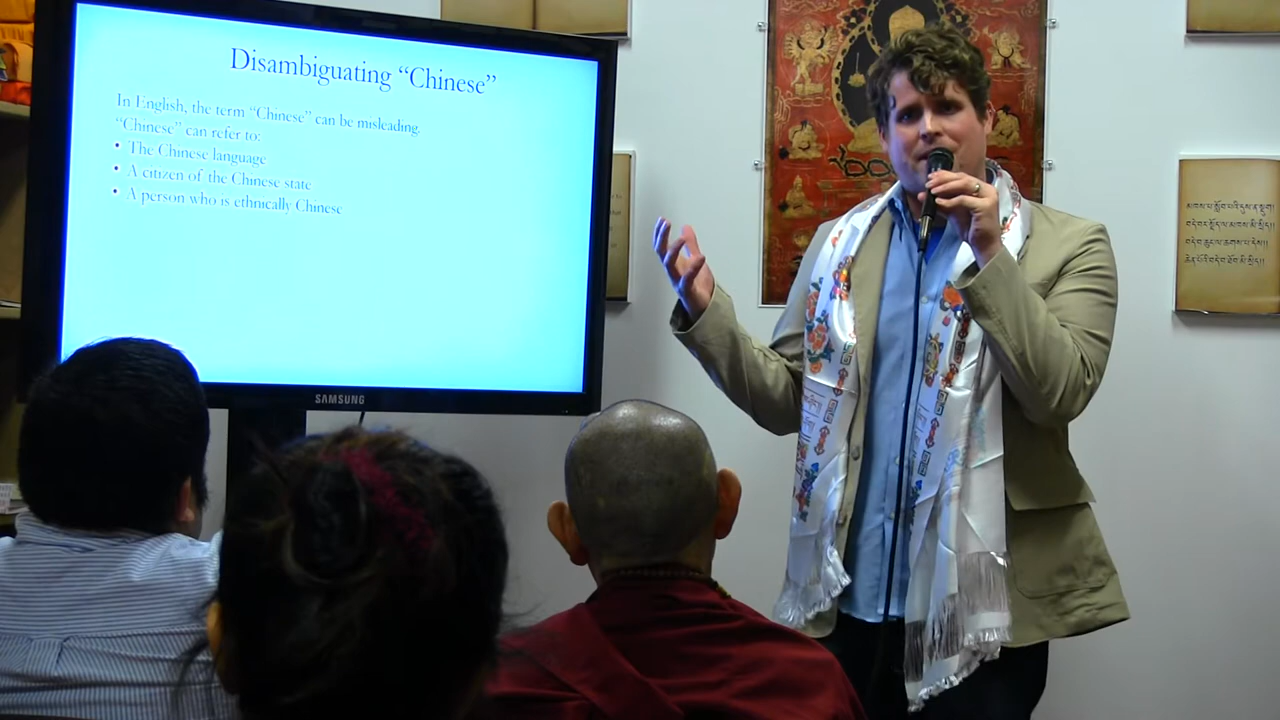 Disambiguating “Chinese”
In English, the term “Chinese” can be misleading.
“Chinese” can refer to:
• The Chinese language
• A citizen of the Chinese state
• A person who is ethnically Chinese
SAMSUNG